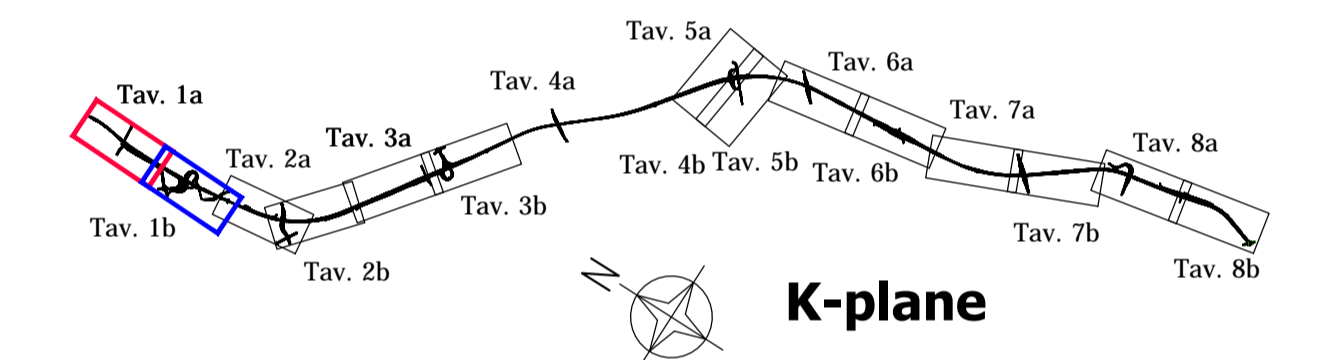 Tav. 1a
Tav. 1b
Tav. 2a
Tav. 2b
Tav. 3a
Tav. 3b
Tav. 4a
Tav. 4b
Tav. 5a
Tav. 5b
Tav. 6a
Tav. 6b
Tav. 7a
Tav. 7b
Tav. 8a
Tav. 8b
N
K-plane